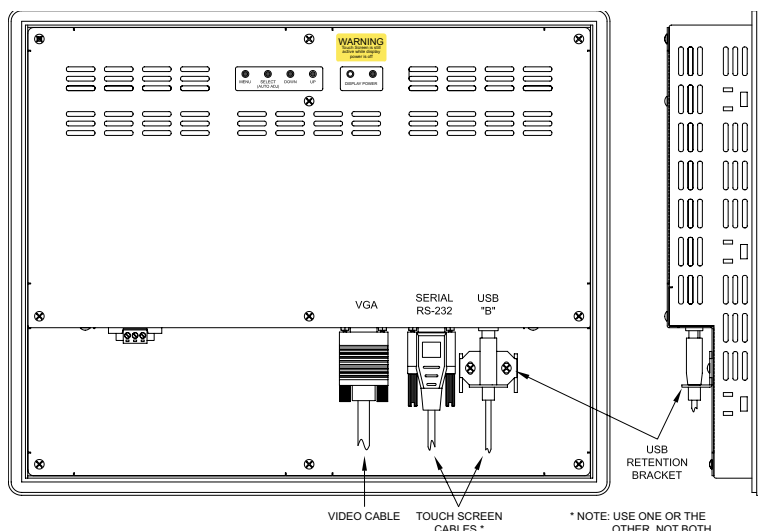 WARNING
Touch Screen is still
active while display
power is off
MENU
SELECT
(AUTO ADJ)
DOWN
UP
DISPLAY POWER
VGA
SERIAL
RS-232
USB
"B"
USB
RETENTION
BRACKET
VIDEO CABLE
TOUCH SCREEN
CABLES *
* NOTE: USE ONE OR THE
OTHER, NOT BOTH